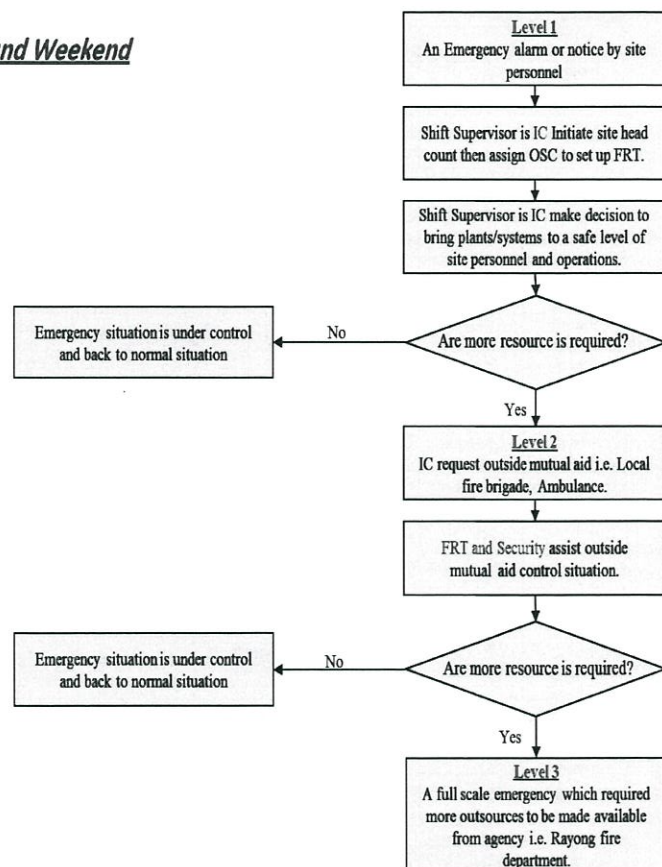 and Weekend
Level 1
An Emergency alarm or notice by site
personnel
Shift Supervisor is IC Initiate site head
count then assign OSC to set up FRT.
Shift Supervisor is IC make decision to
bring plants/systems to a safe level of
site personnel and operations.
Are more resource is required?
No
Emergency situation is under control
and back to normal situation
Yes
Level 2
IC request outside mutual aid i.e. Local
fire brigade, Ambulance.
FRT and Security assist outside
mutual aid control situation.
Are more resource is required?
No
Emergency situation is under control
and back to normal situation
Yes
Level 3
A full scale emergency which required
more outsources to be made available
from agency i.e. Rayong fire
department.